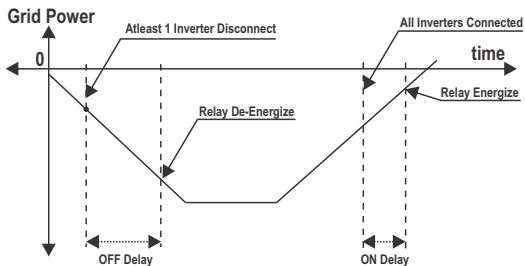 Grid Power
Atleast 1 Inverter Disconnect
All Inverters Connected
0
time
Relay Energize
Relay De-Energize
OFF Delay
ON Delay